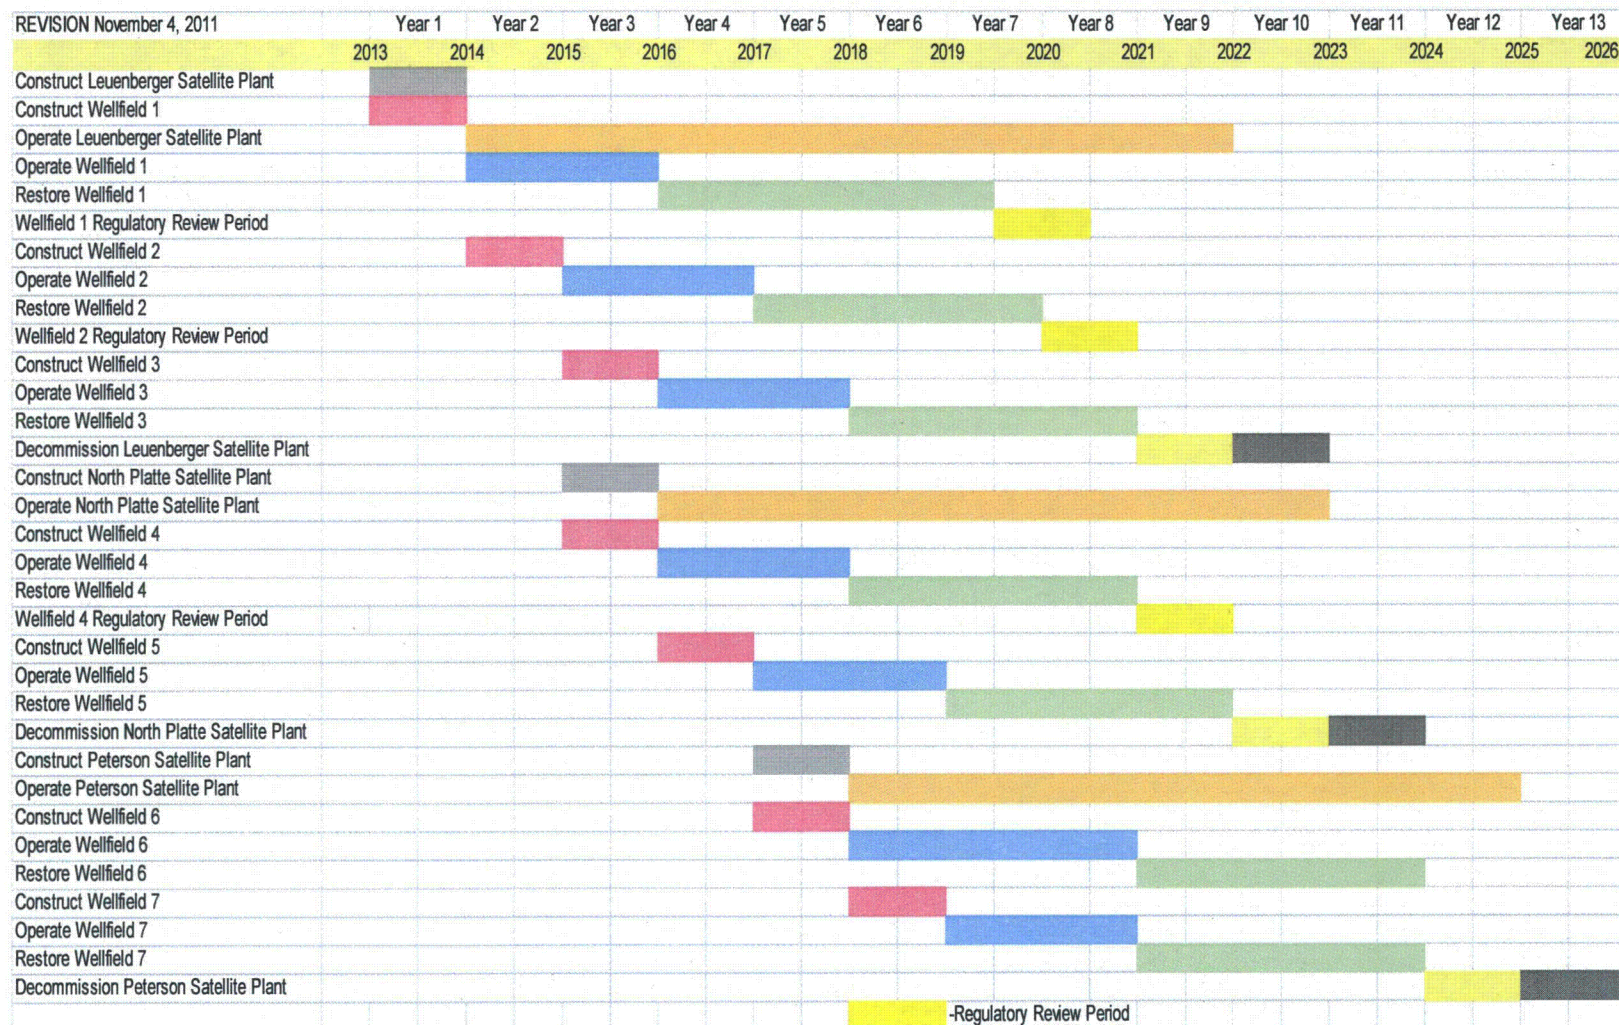 REVISION November 4, 2011 Year 1 Year 2 Year 3 Year 4 Year 5 Year 6 Year 7 Year 8 Year 9 Year 10 Year 11 Year 12 Year 13
2013 2014 2015 2016 2017 2018 2019 2020 2021 2022 2023 2024 2025 2026
Construct Leuenberger Satellite Plant
Construct Wellfield 1
Operate Leuenberger Satellite Plant
Operate Wellfield 1
Restore Wellfield 1
Wellfield 1 Regulatory Review Period
Construct Wellfield 2
Operate Wellfield 2
Restore Wellfield 2
Wellfield 2 Regulatory Review Period
Construct Wellfield 3
Operate Wellfield 3
Restore Wellfield 3
Decommission Leuenberger Satellite Plant
Construct North Platte Satellite Plant
Operate North Platte Satellite Plant
Construct Wellfield 4
Operate Wellfield 4
Restore Wellfield 4
Wellfield 4 Regulatory Review Period
Construct Wellfield 5
Operate Wellfield 5
Restore Wellfield 5
Decommission North Platte Satellite Plant
Construct Peterson Satellite Plant
Operate Peterson Satellite Plant
Construct Wellfield 6
Operate Wellfield 6
Restore Wellfield 6
Construct Wellfield 7
Operate Wellfield 7
Restore Wellfield 7
Decommission Peterson Satellite Plant
-Regulatory Review Period